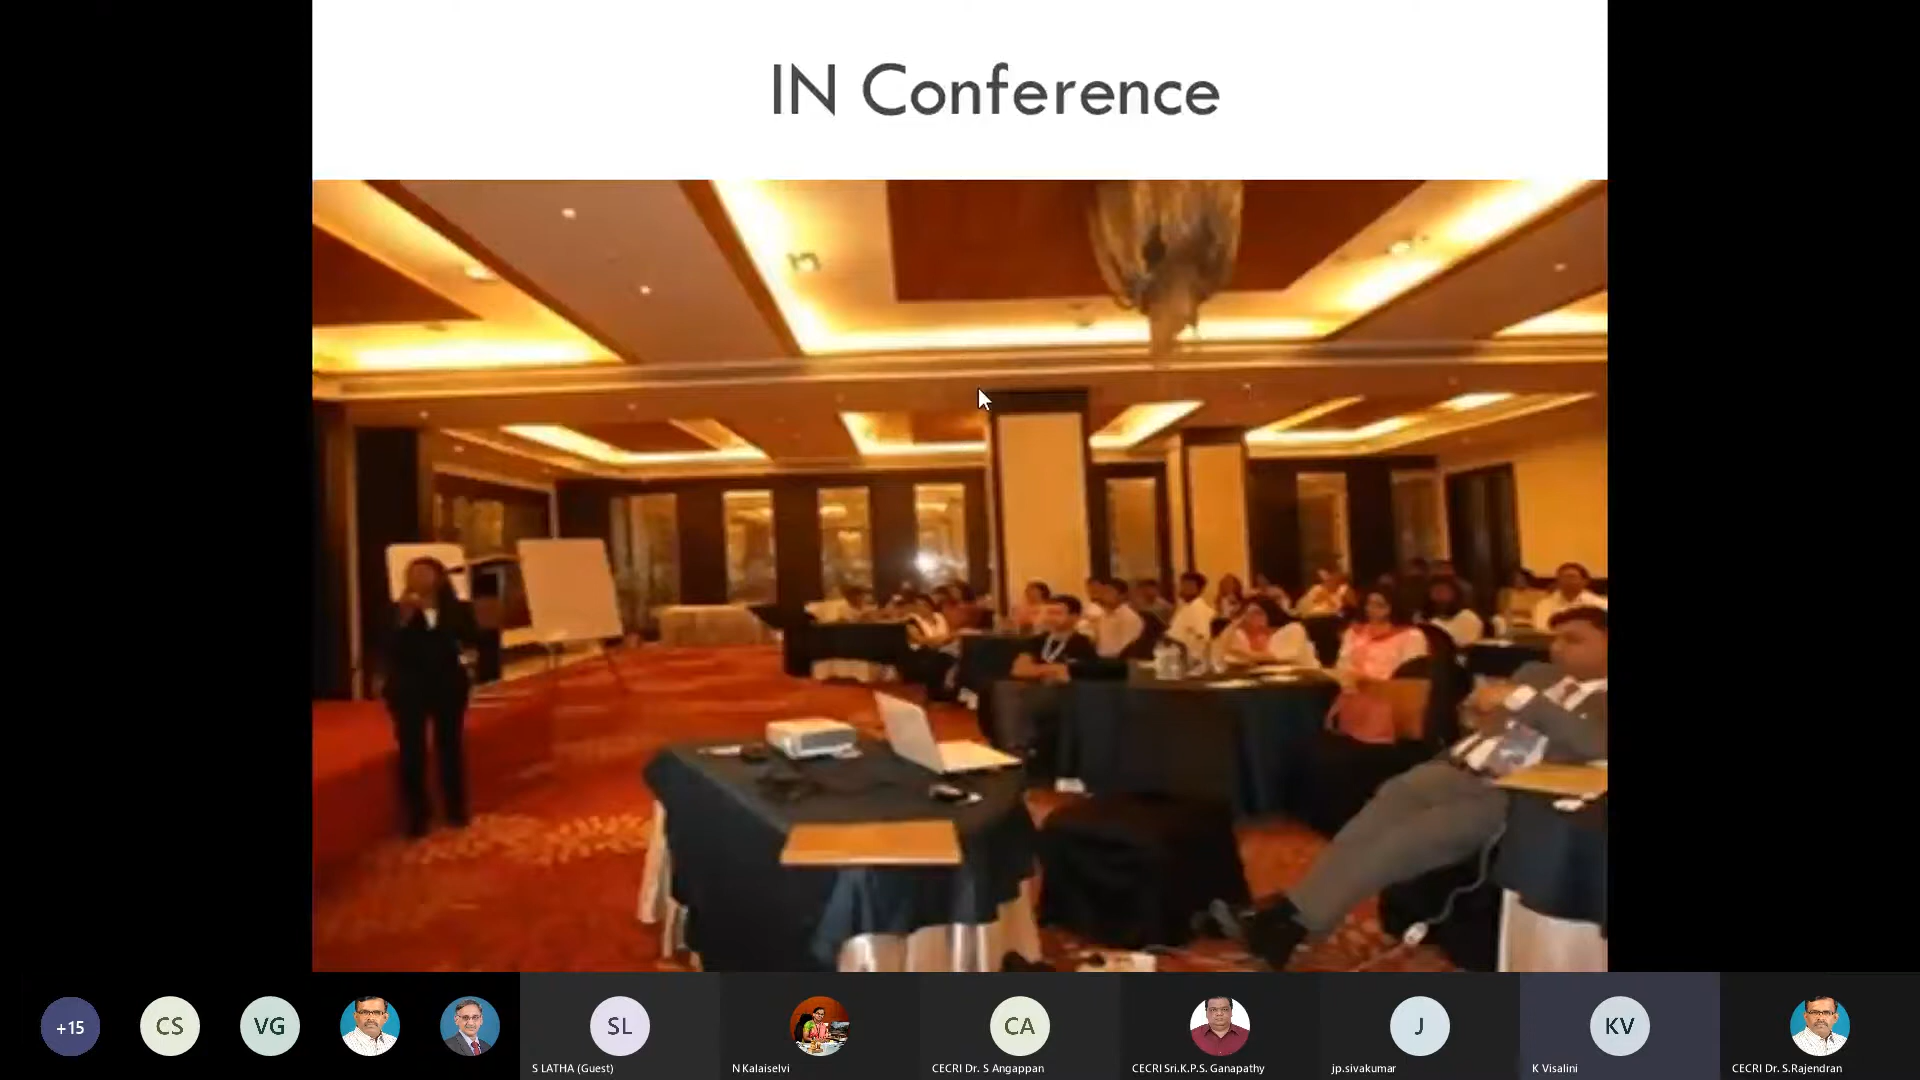 IN Conference
+15
CS
VG
SL
CA
J
KV
S LATHA (Guest)
N Kalaiselvi
CECRI Dr. S Angappan
CECRI Sri.K.P.S. Ganapathy
jp.sivakumar
K Visalini
CECRI Dr. S.Rajendran